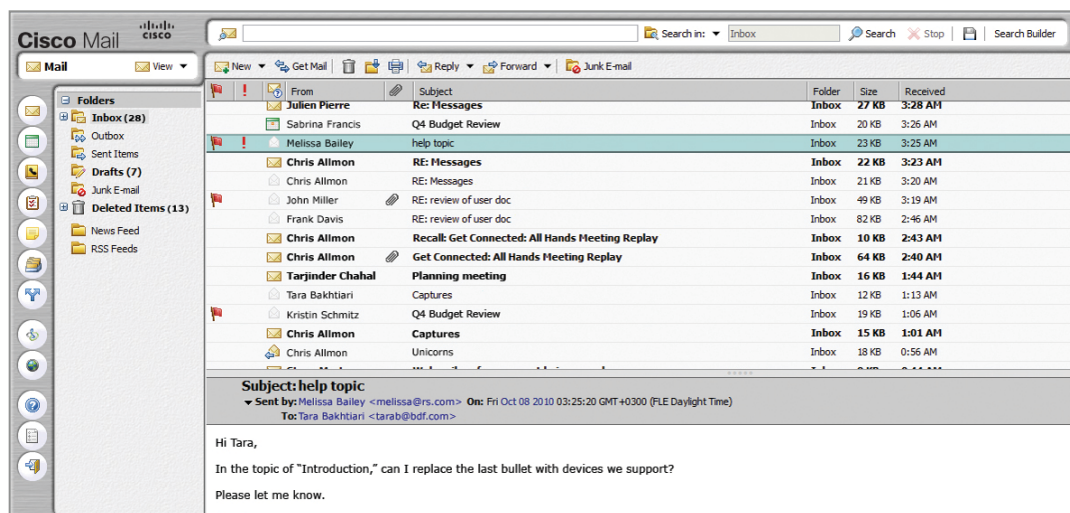 Cisco Mail
cisco
Search in:
Inbox
Search
Stop
Search Builder
Mail
View
New
Get Mail
Reply
Forward
Junk E-mail
Folders
Inbox (28)
Outbox
Sent Items
Drafts (7)
Junk E-mail
Deleted Items (13)
News Feed
RSS Feeds
! From Subject Folder Size Received
Julien Pierre Re: Messages Inbox 27 KB 3:28 AM
Sabrina Francis Q4 Budget Review Inbox 20 KB 3:26 AM
! Melissa Bailey help topic Inbox 23 KB 3:25 AM
Chris Allmon RE: Messages Inbox 22 KB 3:23 AM
Chris Allmon RE: Messages Inbox 21 KB 3:20 AM
John Miller RE: review of user doc Inbox 49 KB 3:19 AM
Frank Davis RE: review of user doc Inbox 82 KB 2:46 AM
Chris Allmon Recall: Get Connected: All Hands Meeting Replay Inbox 10 KB 2:43 AM
Chris Allmon Get Connected: All Hands Meeting Replay Inbox 64 KB 2:40 AM
Tarjinder Chahal Planning meeting Inbox 16 KB 1:44 AM
Tara Bakhtiari Captures Inbox 12 KB 1:13 AM
Kristin Schmitz Q4 Budget Review Inbox 19 KB 1:06 AM
Chris Allmon Captures Inbox 15 KB 1:01 AM
Chris Allmon Unicorns Inbox 18 KB 0:56 AM
Subject: help topic
Sent by: Melissa Bailey <melissa@rs.com> On: Fri Oct 08 2010 03:25:20 GMT+0300 (FLE Daylight Time)
To: Tara Bakhtiari <tarab@bdf.com>
Hi Tara,
In the topic of “Introduction,” can I replace the last bullet with devices we support?
Please let me know.